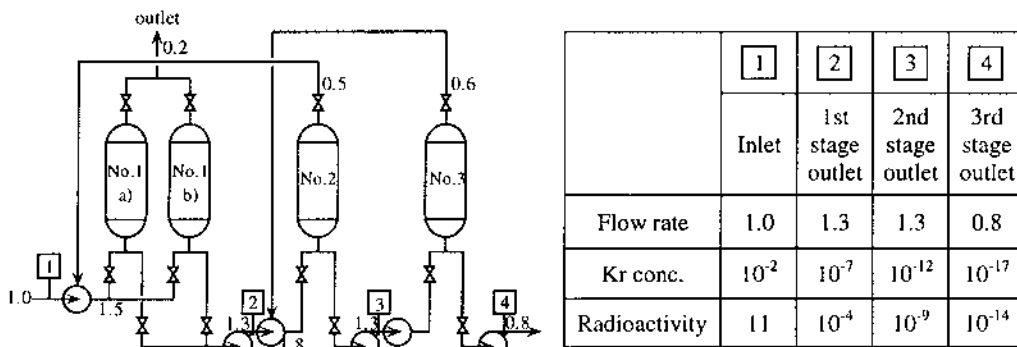 outlet
0.2
0.5
0.6
No.1
a)
No.1
b)
No.2
No.3
1
1.0
1.5
2
1.3
3
1.3
4
0.8
.8
1 2 3 4
Inlet 1st stage outlet 2nd stage outlet 3rd stage outlet
Flow rate 1.0 1.3 1.3 0.8
Kr conc. 10⁻² 10⁻⁷ 10⁻¹² 10⁻¹⁷
Radioactivity 11 10⁻⁴ 10⁻⁹ 10⁻¹⁴